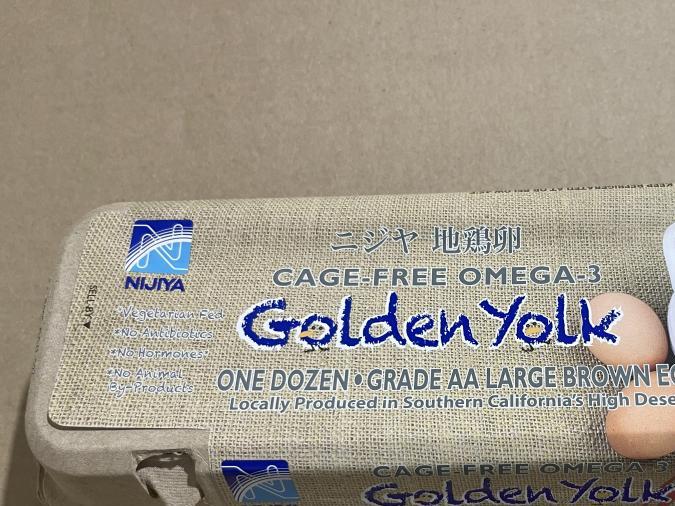 ニジヤ 地鶏卵
NIJIYA
CAGE-FREE OMEGA-3
Golden Yolk
SELL BY▼
*Vegetarian Fed
*No Antibiotics
*No Hormones*
*No Animal
By-Products
ONE DOZEN • GRADE AA LARGE BROWN
Locally Produced in Southern California's High
NIJIYA
CAGE-FREE OMEGA-3
Golden Yolk